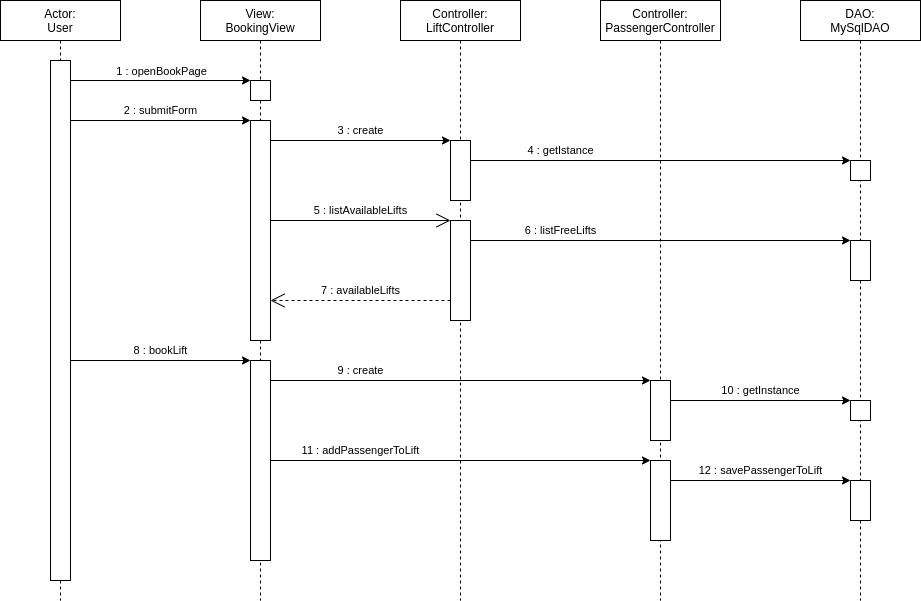 Actor:
User
View:
BookingView
Controller:
LiftController
Controller:
PassengerController
DAO:
MySqlDAO
1 : openBookPage
2 : submitForm
3 : create
4 : getIstance
5 : listAvailableLifts
6 : listFreeLifts
7 : availableLifts
8 : bookLift
9 : create
10 : getInstance
11 : addPassengerToLift
12 : savePassengerToLift